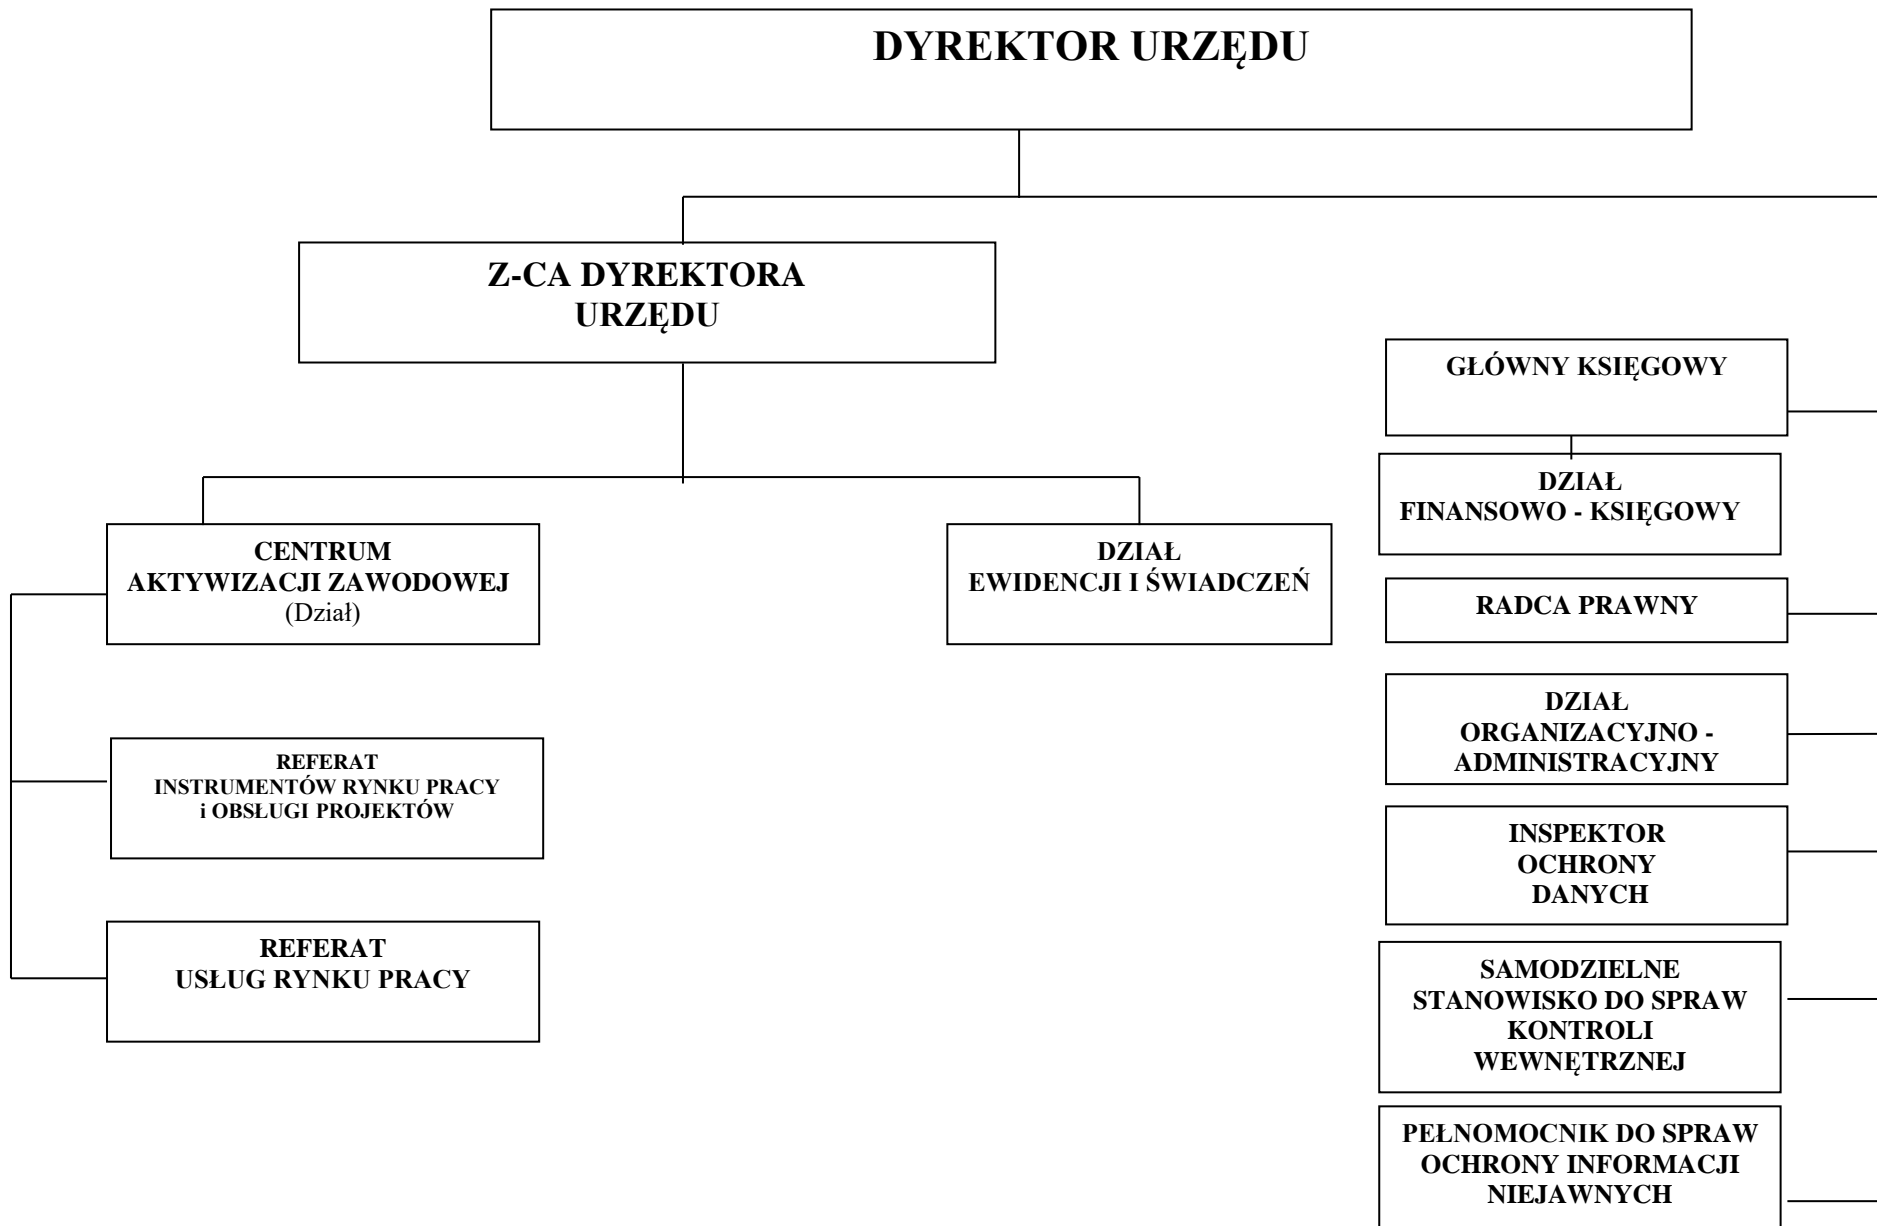 DYREKTOR URZĘDU
Z-CA DYREKTORA
URZĘDU
CENTRUM
AKTYWIZACJI ZAWODOWEJ
(Dział)
DZIAŁ
EWIDENCJI I ŚWIADCZEŃ
REFERAT
INSTRUMENTÓW RYNKU PRACY
i OBSŁUGI PROJEKTÓW
REFERAT
USŁUG RYNKU PRACY
GŁÓWNY KSIĘGOWY
DZIAŁ
FINANSOWO - KSIĘGOWY
RADCA PRAWNY
DZIAŁ
ORGANIZACYJNO -
ADMINISTRACYJNY
INSPEKTOR
OCHRONY
DANYCH
SAMODZIELNE
STANOWISKO DO SPRAW
KONTROLI
WEWNĘTRZNEJ
PEŁNOMOCNIK DO SPRAW
OCHRONY INFORMACJI
NIEJAWNYCH